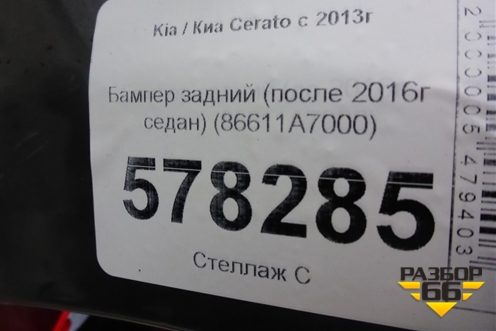 Kia / Киа Cerato с 2013г
Бампер задний (после 2016г
седан) (86611A7000)
578285
Стеллаж С
2000005479403
РАЗБОР
66